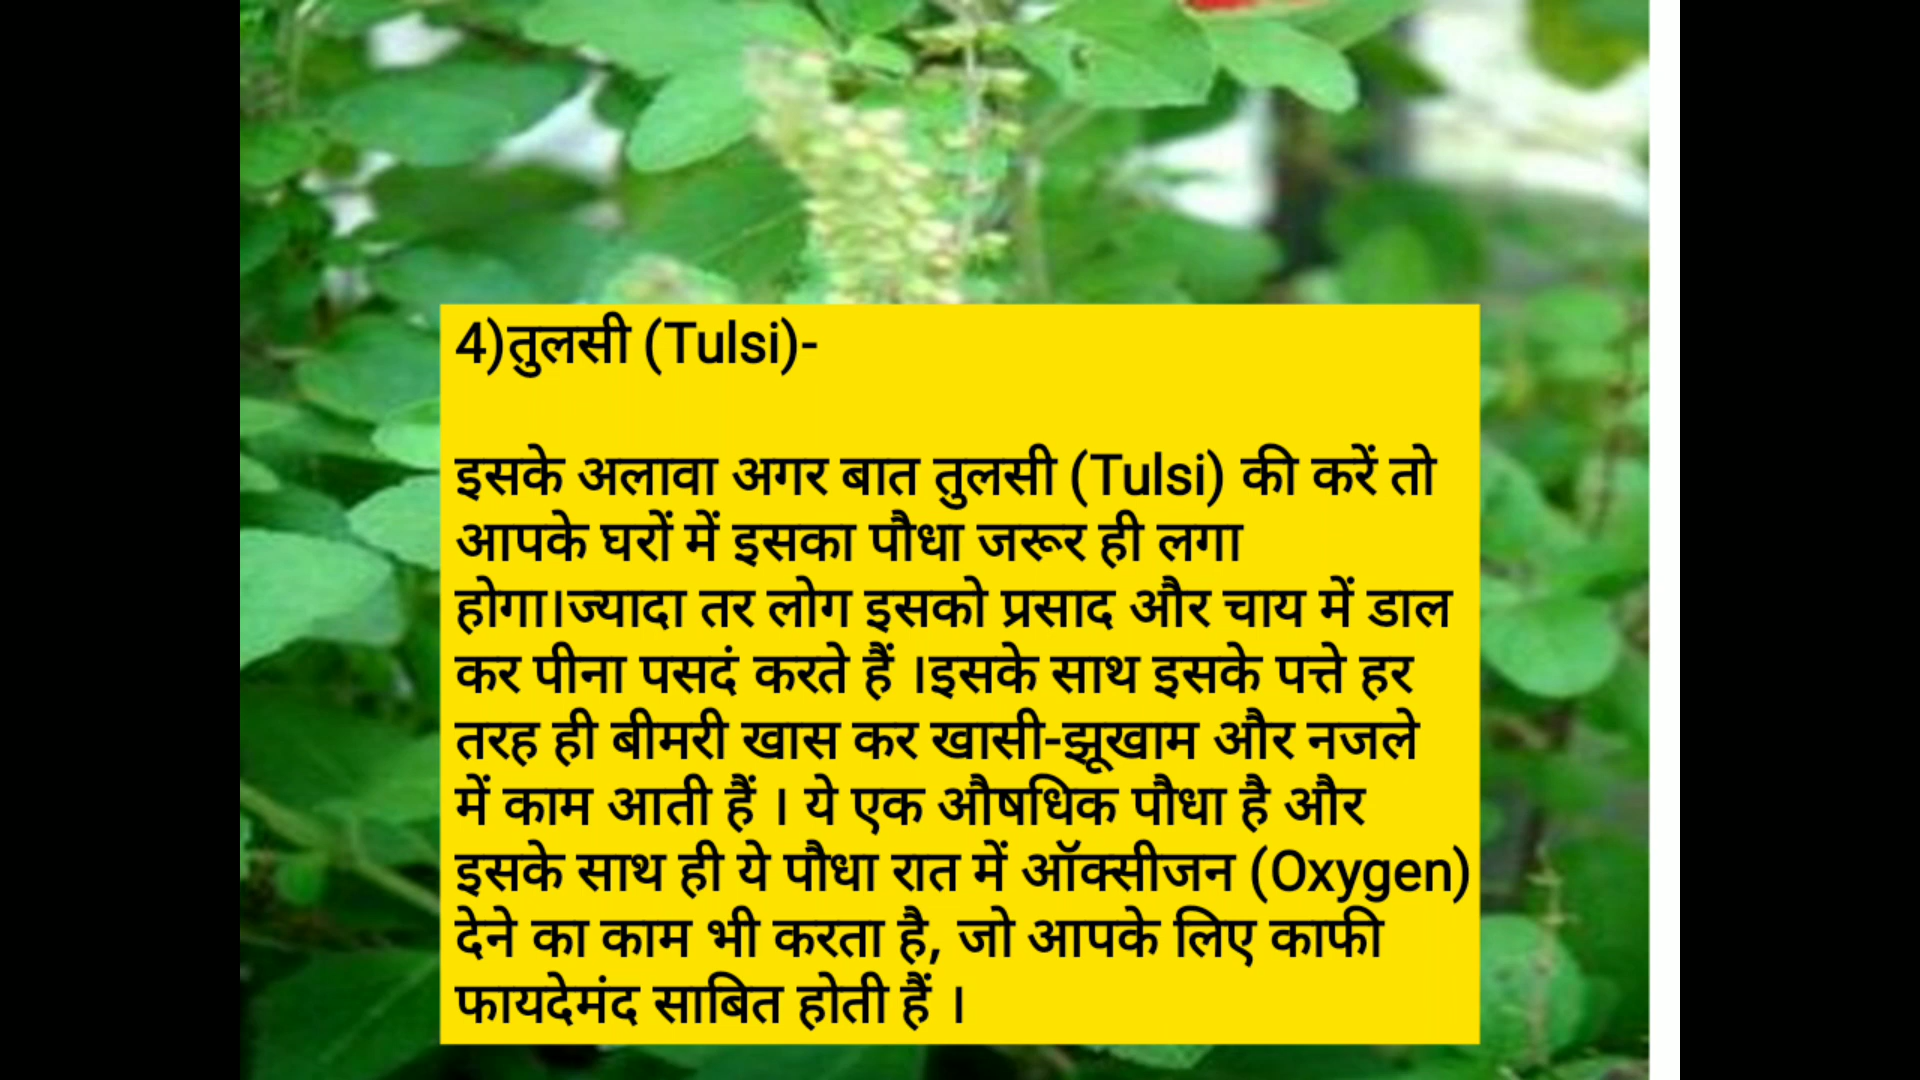 4)तुलसी (Tulsi)-
इसके अलावा अगर बात तुलसी (Tulsi) की करें तो
आपके घरों में इसका पौधा जरूर ही लगा
होगा।ज्यादा तर लोग इसको प्रसाद और चाय में डाल
कर पीना पसदं करते हैं ।इसके साथ इसके पत्ते हर
तरह ही बीमरी खास कर खासी-झूखाम और नजले
में काम आती हैं । ये एक औषधिक पौधा है और
इसके साथ ही ये पौधा रात में ऑक्सीजन (Oxygen)
देने का काम भी करता है, जो आपके लिए काफी
फायदेमंद साबित होती हैं ।